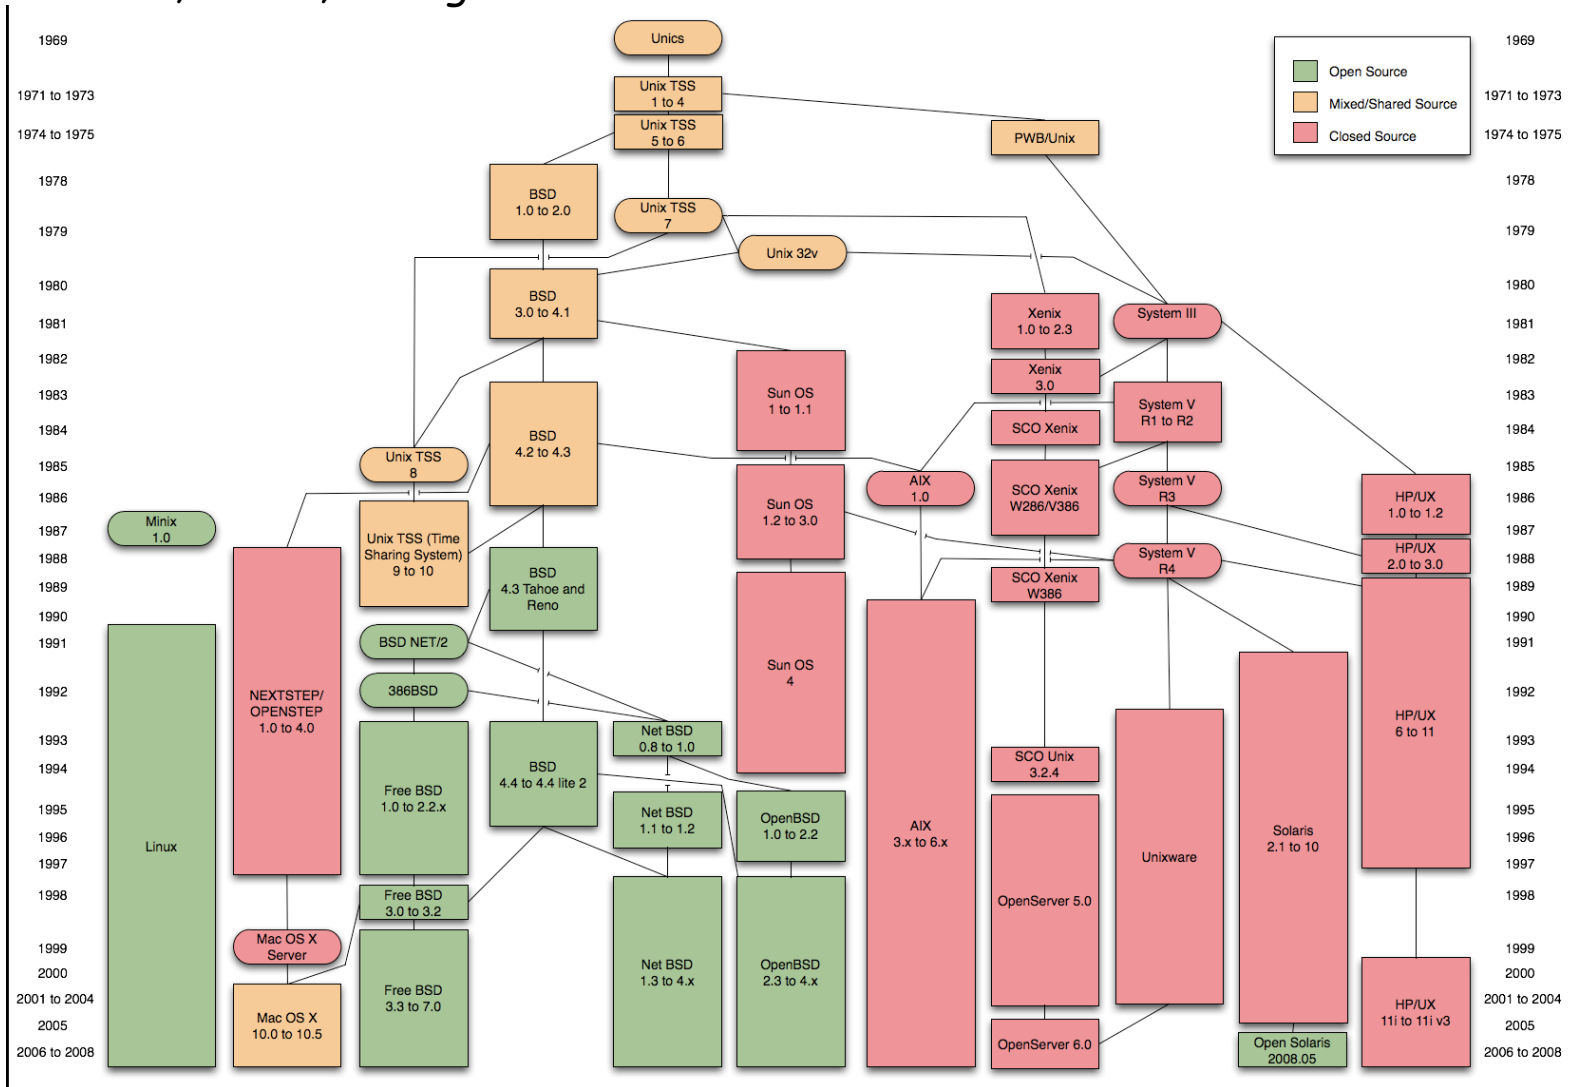 Unics
Unix TSS
1 to 4
Unix TSS
5 to 6
PWB/Unix
BSD
1.0 to 2.0
Unix TSS
7
Unix 32v
BSD
3.0 to 4.1
Xenix
1.0 to 2.3
System III
Sun OS
1 to 1.1
Xenix
3.0
BSD
4.2 to 4.3
System V
R1 to R2
SCO Xenix
Unix TSS
8
AIX
1.0
SCO Xenix
W286/V386
System V
R3
Sun OS
1.2 to 3.0
HP/UX
1.0 to 1.2
Minix
1.0
Unix TSS (Time
Sharing System)
9 to 10
System V
R4
HP/UX
2.0 to 3.0
BSD
4.3 Tahoe and
Reno
SCO Xenix
W386
BSD NET/2
386BSD
Sun OS
4
NEXTSTEP/
OPENSTEP
1.0 to 4.0
HP/UX
6 to 11
Net BSD
0.8 to 1.0
BSD
4.4 to 4.4 lite 2
SCO Unix
3.2.4
Free BSD
1.0 to 2.2.x
Net BSD
1.1 to 1.2
OpenBSD
1.0 to 2.2
Linux
AIX
3.x to 6.x
Unixware
Solaris
2.1 to 10
OpenServer 5.0
Free BSD
3.0 to 3.2
Mac OS X
Server
Net BSD
1.3 to 4.x
OpenBSD
2.3 to 4.x
Free BSD
3.3 to 7.0
Mac OS X
10.0 to 10.5
HP/UX
11i to 11i v3
OpenServer 6.0
Open Solaris
2008.05
Open Source
Mixed/Shared Source
Closed Source
1969
1971 to 1973
1974 to 1975
1978
1979
1980
1981
1982
1983
1984
1985
1986
1987
1988
1989
1990
1991
1992
1993
1994
1995
1996
1997
1998
1999
2000
2001 to 2004
2005
2006 to 2008
1969
1971 to 1973
1974 to 1975
1978
1979
1980
1981
1982
1983
1984
1985
1986
1987
1988
1989
1990
1991
1992
1993
1994
1995
1996
1997
1998
1999
2000
2001 to 2004
2005
2006 to 2008